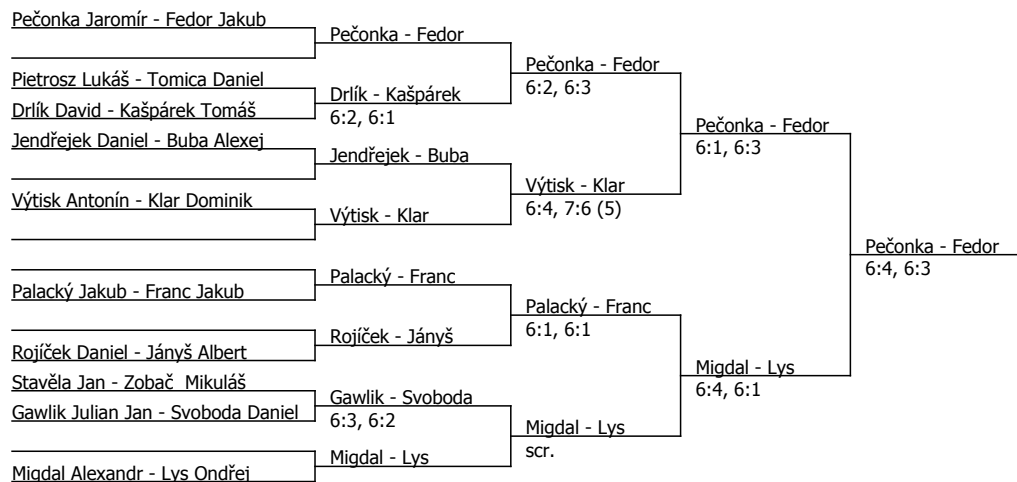 Pečonka Jaromír - Fedor Jakub
Pečonka - Fedor
Pečonka - Fedor
6:2, 6:3
Pietrosz Lukáš - Tomica Daniel
Drlík - Kašpárek
6:2, 6:1
Drlík David - Kašpárek Tomáš
Pečonka - Fedor
6:1, 6:3
Jendřejek Daniel - Buba Alexej
Jendřejek - Buba
Výtisk - Klar
6:4, 7:6 (5)
Výtisk Antonín - Klar Dominik
Výtisk - Klar
Pečonka - Fedor
6:4, 6:3
Palacký - Franc
Palacký Jakub - Franc Jakub
Palacký - Franc
6:1, 6:1
Rojíček - Jányš
Rojíček Daniel - Jányš Albert
Migdal - Lys
6:4, 6:1
Stavěla Jan - Zobač  Mikuláš
Gawlik - Svoboda
6:3, 6:2
Gawlik Julian Jan - Svoboda Daniel
Migdal - Lys
scr.
Migdal - Lys
Migdal Alexandr - Lys Ondřej